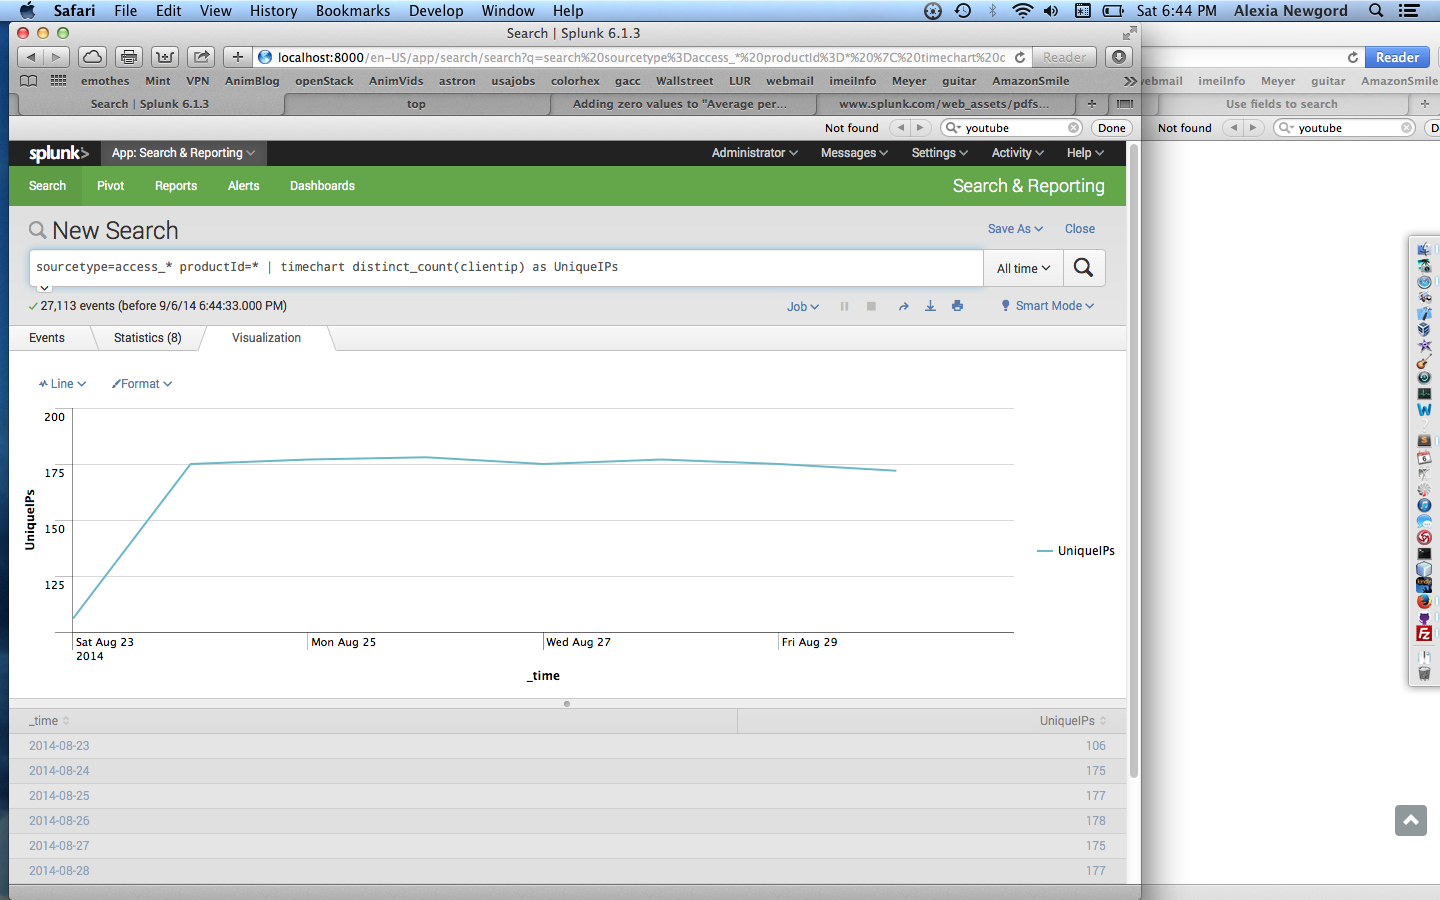 Safari File Edit View History Bookmarks Develop Window Help Sat 6:44 PM Alexia Newgord
Search | Splunk 6.1.3
localhost:8000/en-US/app/search/search?q=search%20sourcetype%3Daccess_*%20productId%3D*%20%7C%20timechart%20c Reader Reader
emothes Mint VPN AnimBlog openStack AnimVids astron usajobs colorhex gacc Wallstreet LUR webmail imeiInfo Meyer guitar AmazonSmile ebmail imeiInfo Meyer guitar AmazonSmile
Search | Splunk 6.1.3 top Adding zero values to "Average per... www.splunk.com/web_assets/pdfs... Use fields to search
Not found youtube Done Not found youtube D
splunk> App: Search & Reporting Administrator Messages Settings Activity Help
Search Pivot Reports Alerts Dashboards Search & Reporting
New Search Save As Close
sourcetype=access_* productId=* | timechart distinct_count(clientip) as UniqueIPs All time
27,113 events (before 9/6/14 6:44:33.000 PM) Job Smart Mode
Events Statistics (8) Visualization
Line Format
200
175
150
125
UniqueIPs
UniqueIPs
Sat Aug 23 Mon Aug 25 Wed Aug 27 Fri Aug 29
2014
_time
_time UniqueIPs
2014-08-23 106
2014-08-24 175
2014-08-25 177
2014-08-26 178
2014-08-27 175
2014-08-28 177